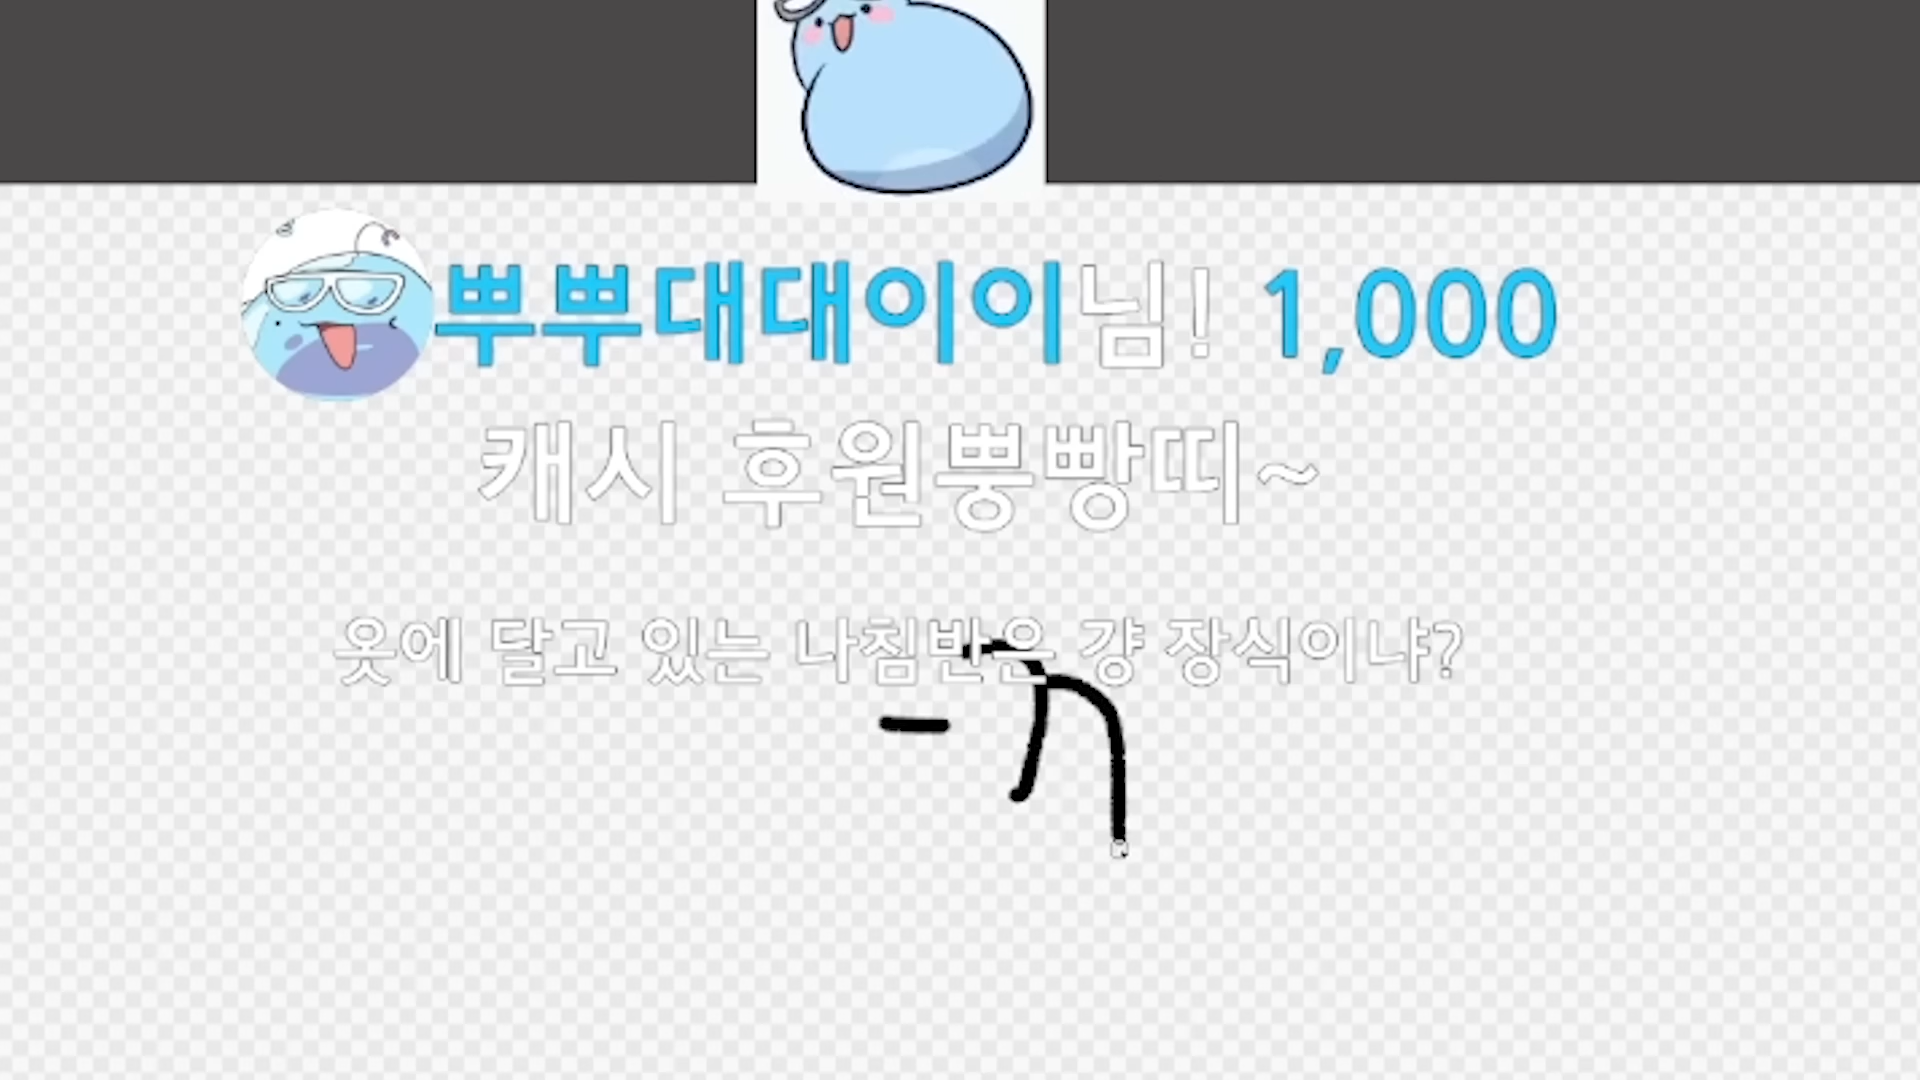 뿌뿌대대이이님! 1,000
캐시 후원뿡빵띠~
옷에 달고 있는 나침반은 걍 장식이냐?